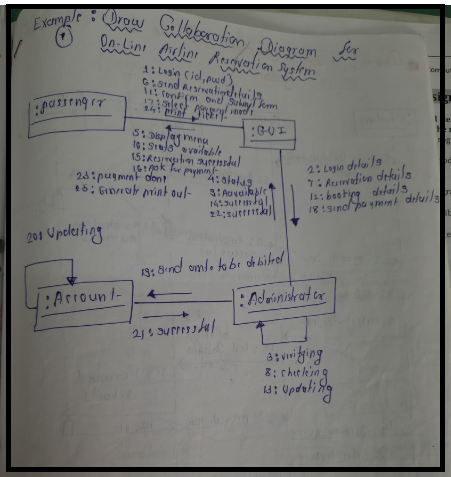 Example: Draw Collaboration Diagram for
1
On-Line Airline Reservation System
1: Login (id, pwd)
6: Send Reservation details
11: Confirm and Submit form
17: Select payment mode
24: print ticket
:passenger
:GUI
5: Display menu
10: Seats available
15: Reservation successful
16: Ask for payment
23: payment done
25: Generate print out
4: Status
9: Available
14: Successful
22: Successful
2: Login details
7: Reservation details
12: booking details
18: Send payment details
20: Updating
19: Send amt. to be debited
:Account
:Administrator
21: Successful
3: Verifying
8: Checking
13: Updating